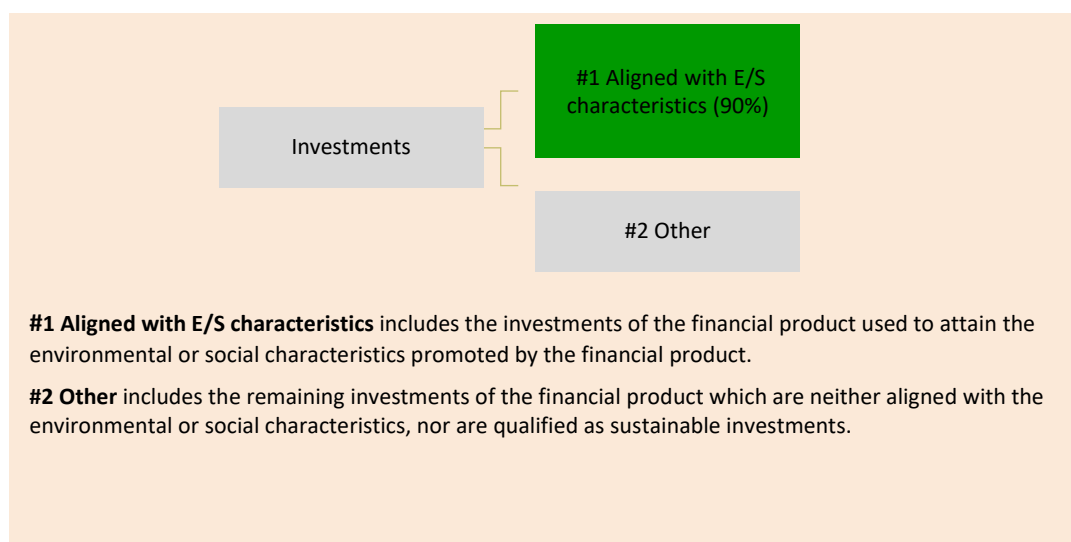 #1 Aligned with E/S
characteristics (90%)
Investments
#2 Other
#1 Aligned with E/S characteristics includes the investments of the financial product used to attain the
environmental or social characteristics promoted by the financial product.
#2 Other includes the remaining investments of the financial product which are neither aligned with the
environmental or social characteristics, nor are qualified as sustainable investments.